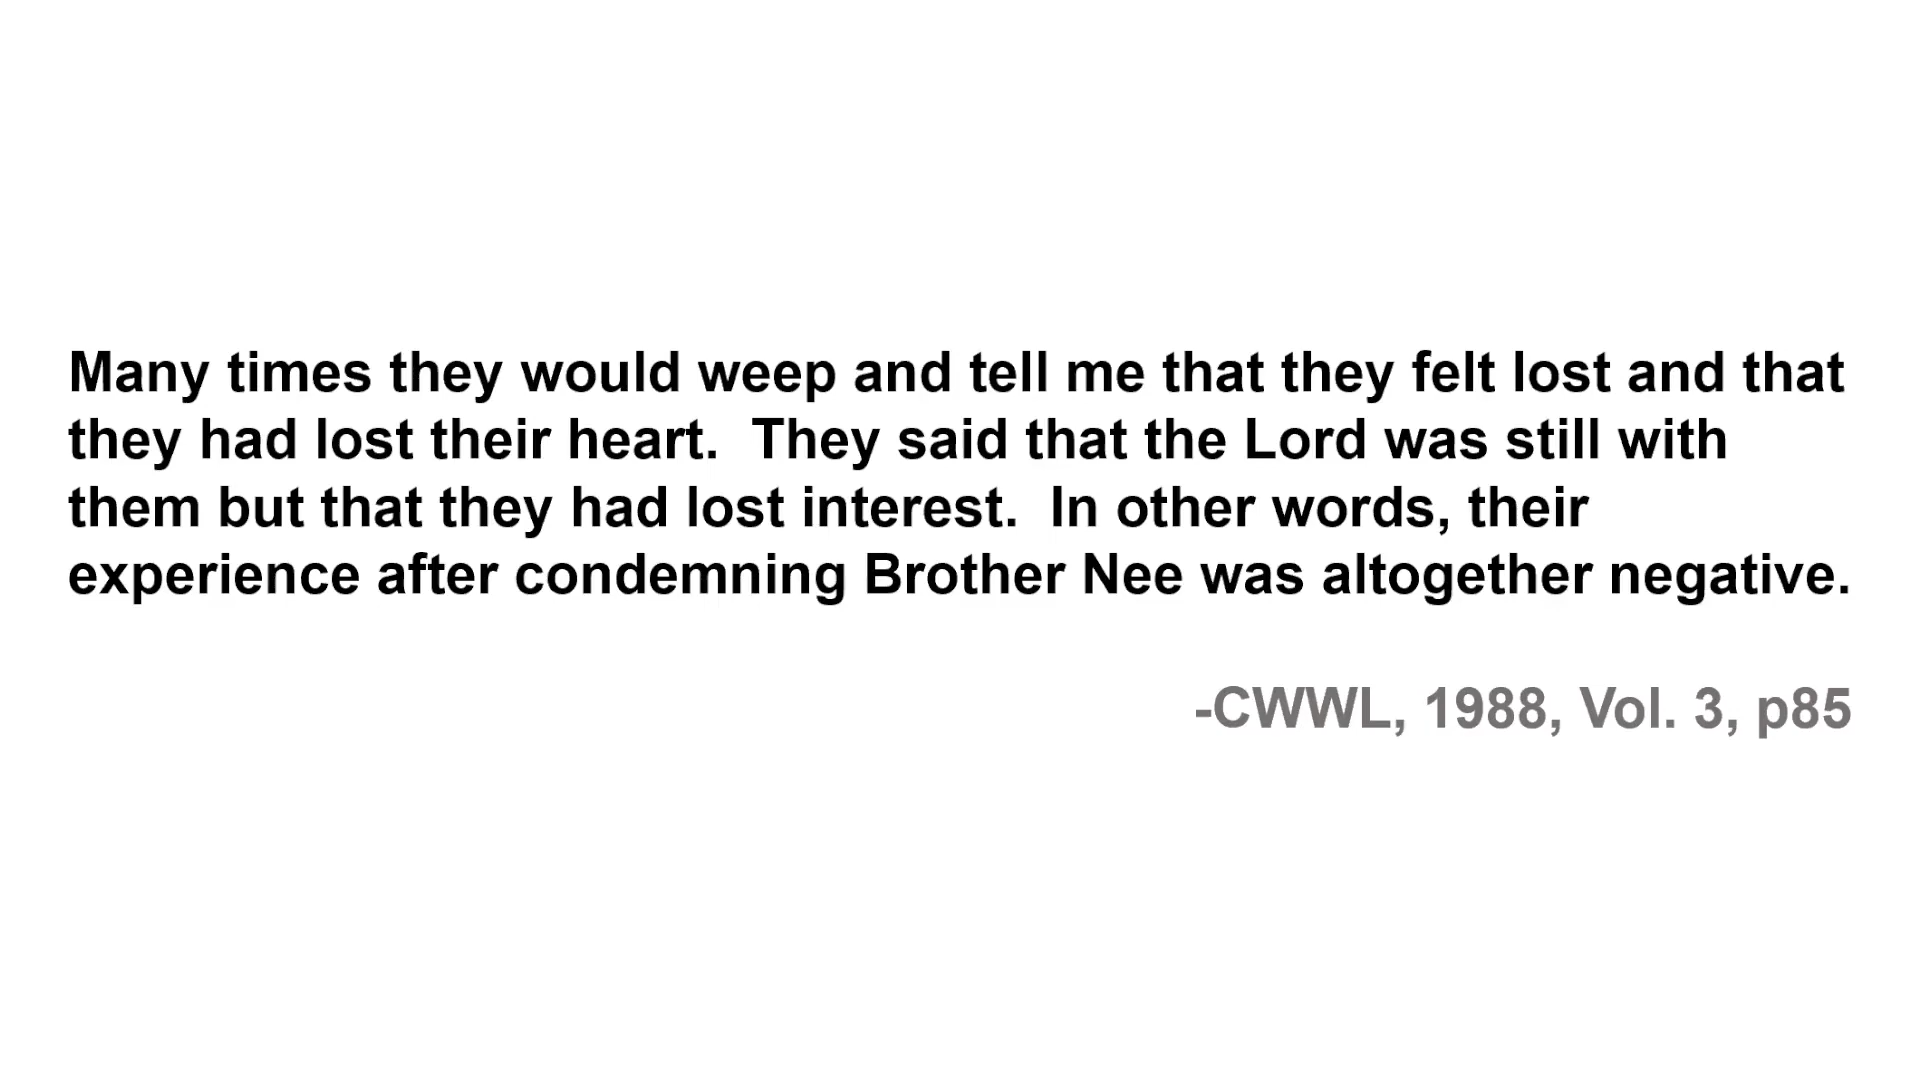 Many times they would weep and tell me that they felt lost and that
they had lost their heart.  They said that the Lord was still with
them but that they had lost interest.  In other words, their
experience after condemning Brother Nee was altogether negative.
-CWWL, 1988, Vol. 3, p85